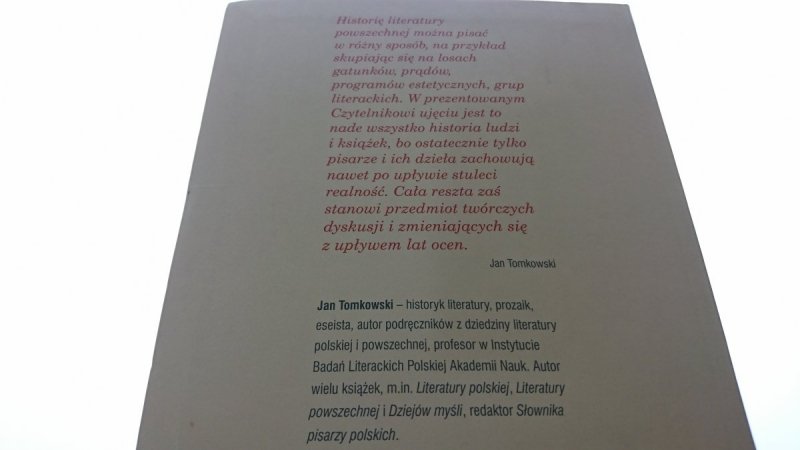 Historię literatury
powszechnej można pisać
w różny sposób, na przykład
skupiając się na losach
gatunków, prądów,
programów estetycznych, grup
literackich. W prezentowanym
Czytelnikowi ujęciu jest to
nade wszystko historia ludzi
i książek, bo ostatecznie tylko
pisarze i ich dzieła zachowują
nawet po upływie stuleci
realność. Cała reszta zaś
stanowi przedmiot twórczych
dyskusji i zmieniających się
z upływem lat ocen.
Jan Tomkowski
Jan Tomkowski – historyk literatury, prozaik,
eseista, autor podręczników z dziedziny literatury
polskiej i powszechnej, profesor w Instytucie
Badań Literackich Polskiej Akademii Nauk. Autor
wielu książek, m.in. Literatury polskiej, Literatury
powszechnej i Dziejów myśli, redaktor Słownika
pisarzy polskich.